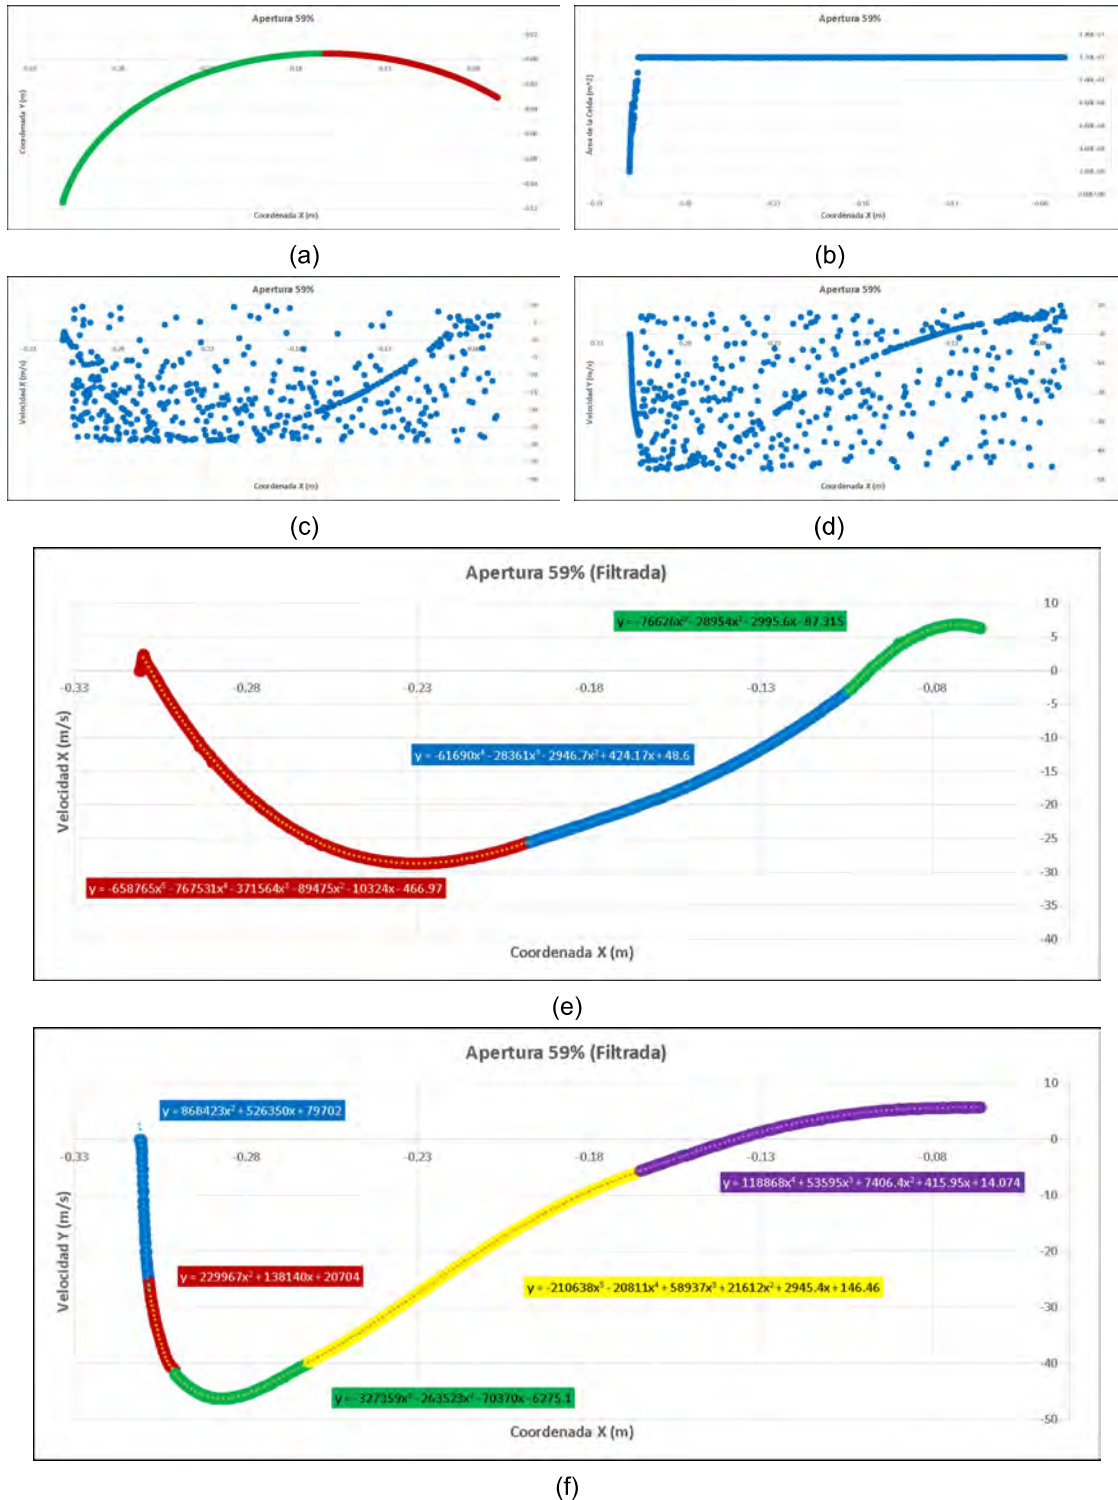 Apertura 59%
Coordenada Y (m)
Coordenada X (m)
(a)
Apertura 59%
Área de la Celda (m^2)
Coordenada X (m)
(b)
Apertura 59%
Velocidad X (m/s)
Coordenada X (m)
(c)
Apertura 59%
Velocidad Y (m/s)
Coordenada X (m)
(d)
Apertura 59% (Filtrada)
10
y = -76626x³ - 28954x² - 2995.6x - 87.315
5
0
-0.33 -0.28 -0.23 -0.18 -0.13 -0.08
-5
Velocidad X (m/s)
-10
y = -61690x⁴ - 28361x³ - 2946.7x² + 424.17x + 48.6
-15
-20
-25
-30
y = -658765x⁵ - 767531x⁴ - 371564x³ - 89475x² - 10324x - 466.97
-35
-40
Coordenada X (m)
(e)
Apertura 59% (Filtrada)
10
y = 868423x² + 526350x + 79702
0
-0.33 -0.28 -0.23 -0.18 -0.13 -0.08
y = 118868x⁴ + 53595x³ + 7406.4x² + 415.95x + 14.074
Velocidad Y (m/s)
-10
-20
y = 229967x² + 138140x + 20704
y = -210638x⁵ - 20811x⁴ + 58937x³ + 21612x² + 2945.4x + 146.46
-30
-40
y = -327359x³ - 263523x² - 70370x - 6275.1
-50
Coordenada X (m)
(f)